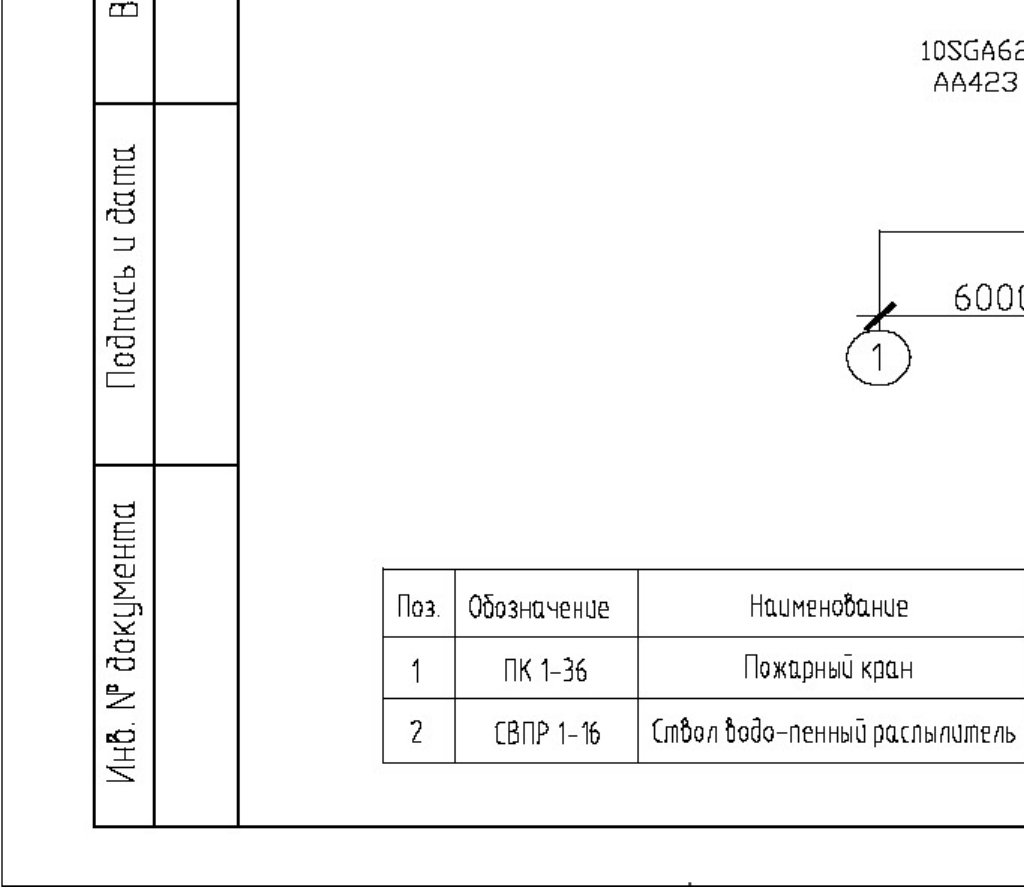 10SGA62
AA423
Подпись и дата
6000
1
Инв. № документа
Поз. Обозначение Наименование
1 ПК 1-36 Пожарный кран
2 СВПР 1-16 Ствол водо-пенный распылитель